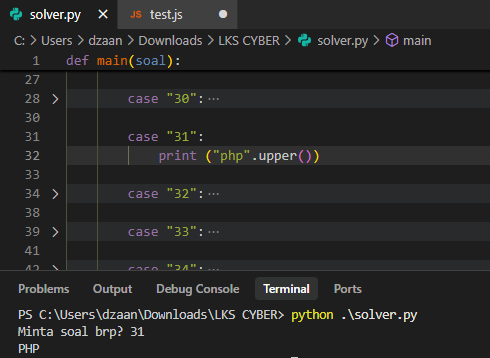 solver.py
test.js
C: > Users > dzaan > Downloads > LKS CYBER > solver.py > main
1 def main(soal):
27
28 case "30":
30
31 case "31":
32 print ("php".upper())
33
34 case "32":
38
39 case "33":
41
42 case "34":
Problems Output Debug Console Terminal Ports
PS C:\Users\dzaan\Downloads\LKS CYBER> python .\solver.py
Minta soal brp? 31
PHP